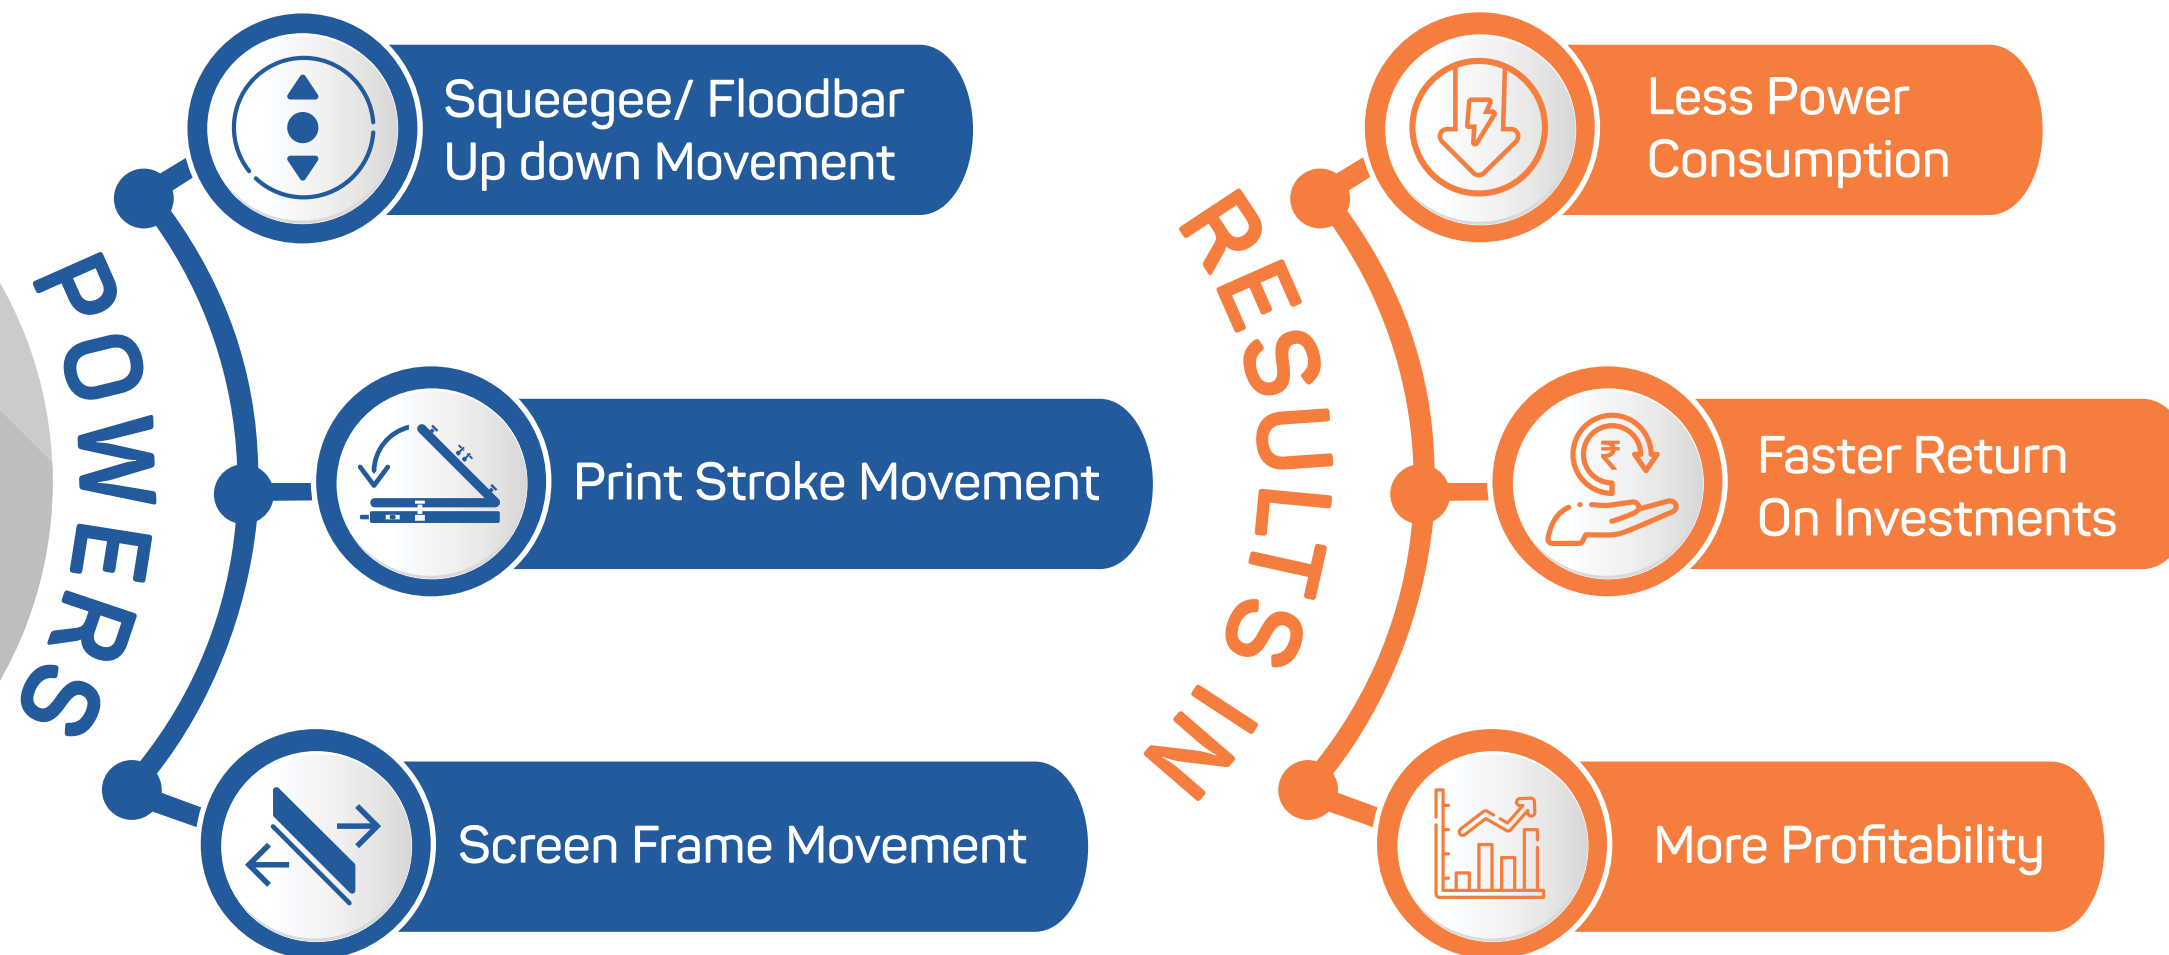 POWERS
Squeegee/ Floodbar
Up down Movement
Print Stroke Movement
Screen Frame Movement
RESULTS IN
Less Power
Consumption
₹
Faster Return
On Investments
More Profitability